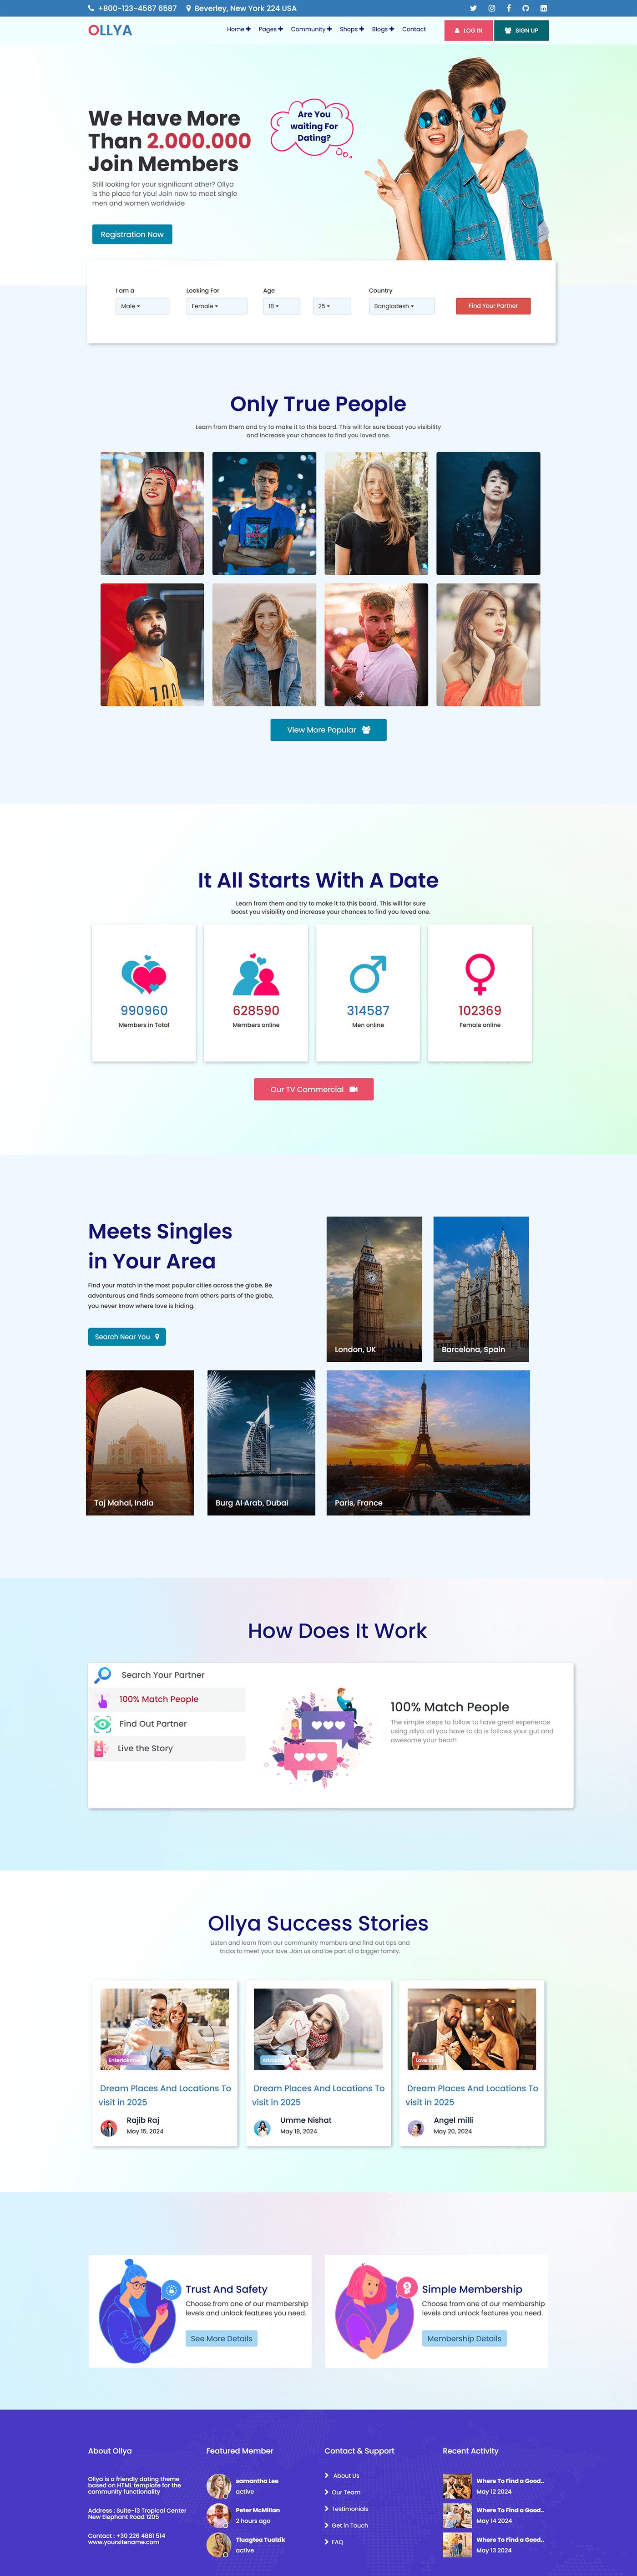 +800-123-4567 6587 Beverley, New York 224 USA
OLLYA Home Pages Community Shops Blogs Contact LOG IN SIGN UP
Are You
waiting For
Dating?
We Have More
Than 2.000.000
Join Members
Still looking for your significant other? Ollya
is the place for you! Join now to meet single
men and women worldwide
Registration Now
I am a Looking For Age Country
Male Female 18 25 Bangladesh Find Your Partner
Only True People
Learn from them and try to make it to this board. This will for sure boost you visibility
and increase your chances to find you loved one.
View More Popular
It All Starts With A Date
Learn from them and try to make it to this board. This will for sure
boost you visibility and increase your chances to find you loved one.
990960 628590 314587 102369
Members in Total Members online Men online Female online
Our TV Commercial
Meets Singles
in Your Area
Find your match in the most popular cities across the globe. Be
adventurous and finds someone from others parts of the globe,
you never know where love is hiding.
Search Near You
London, UK Barcelona, Spain
Taj Mahal, India Burg Al Arab, Dubai Paris, France
How Does It Work
Search Your Partner
100% Match People
Find Out Partner
Live the Story
100% Match People
The simple steps to follow to have great experience
using ollya. all you have to do is follows your gut and
awesome your heart!
Ollya Success Stories
Listen and learn from our community members and find out tips and
tricks to meet your love. Join us and be part of a bigger family.
Dream Places And Locations To
visit in 2025
Rajib Raj
May 15, 2024
Dream Places And Locations To
visit in 2025
Umme Nishat
May 18, 2024
Dream Places And Locations To
visit in 2025
Angel milli
May 20, 2024
Trust And Safety
Choose from one of our membership
levels and unlock features you need.
See More Details
Simple Membership
Choose from one of our membership
levels and unlock features you need.
Membership Details
About Ollya
Ollya is a friendly dating theme
based on HTML template for the
community functionality
Address : Suite-13 Tropical Center
New Elephant Road 1205
Contact : +30 226 4881 514
www.yoursitename.com
Featured Member
samantha Lee
active
Peter McMillan
2 hours ago
Tluagtea Tualzik
active
Contact & Support
About Us
Our Team
Testimonials
Get in Touch
FAQ
Recent Activity
Where To Find a Good..
May 12 2024
Where To Find a Good..
May 14 2024
Where To Find a Good..
May 13 2024